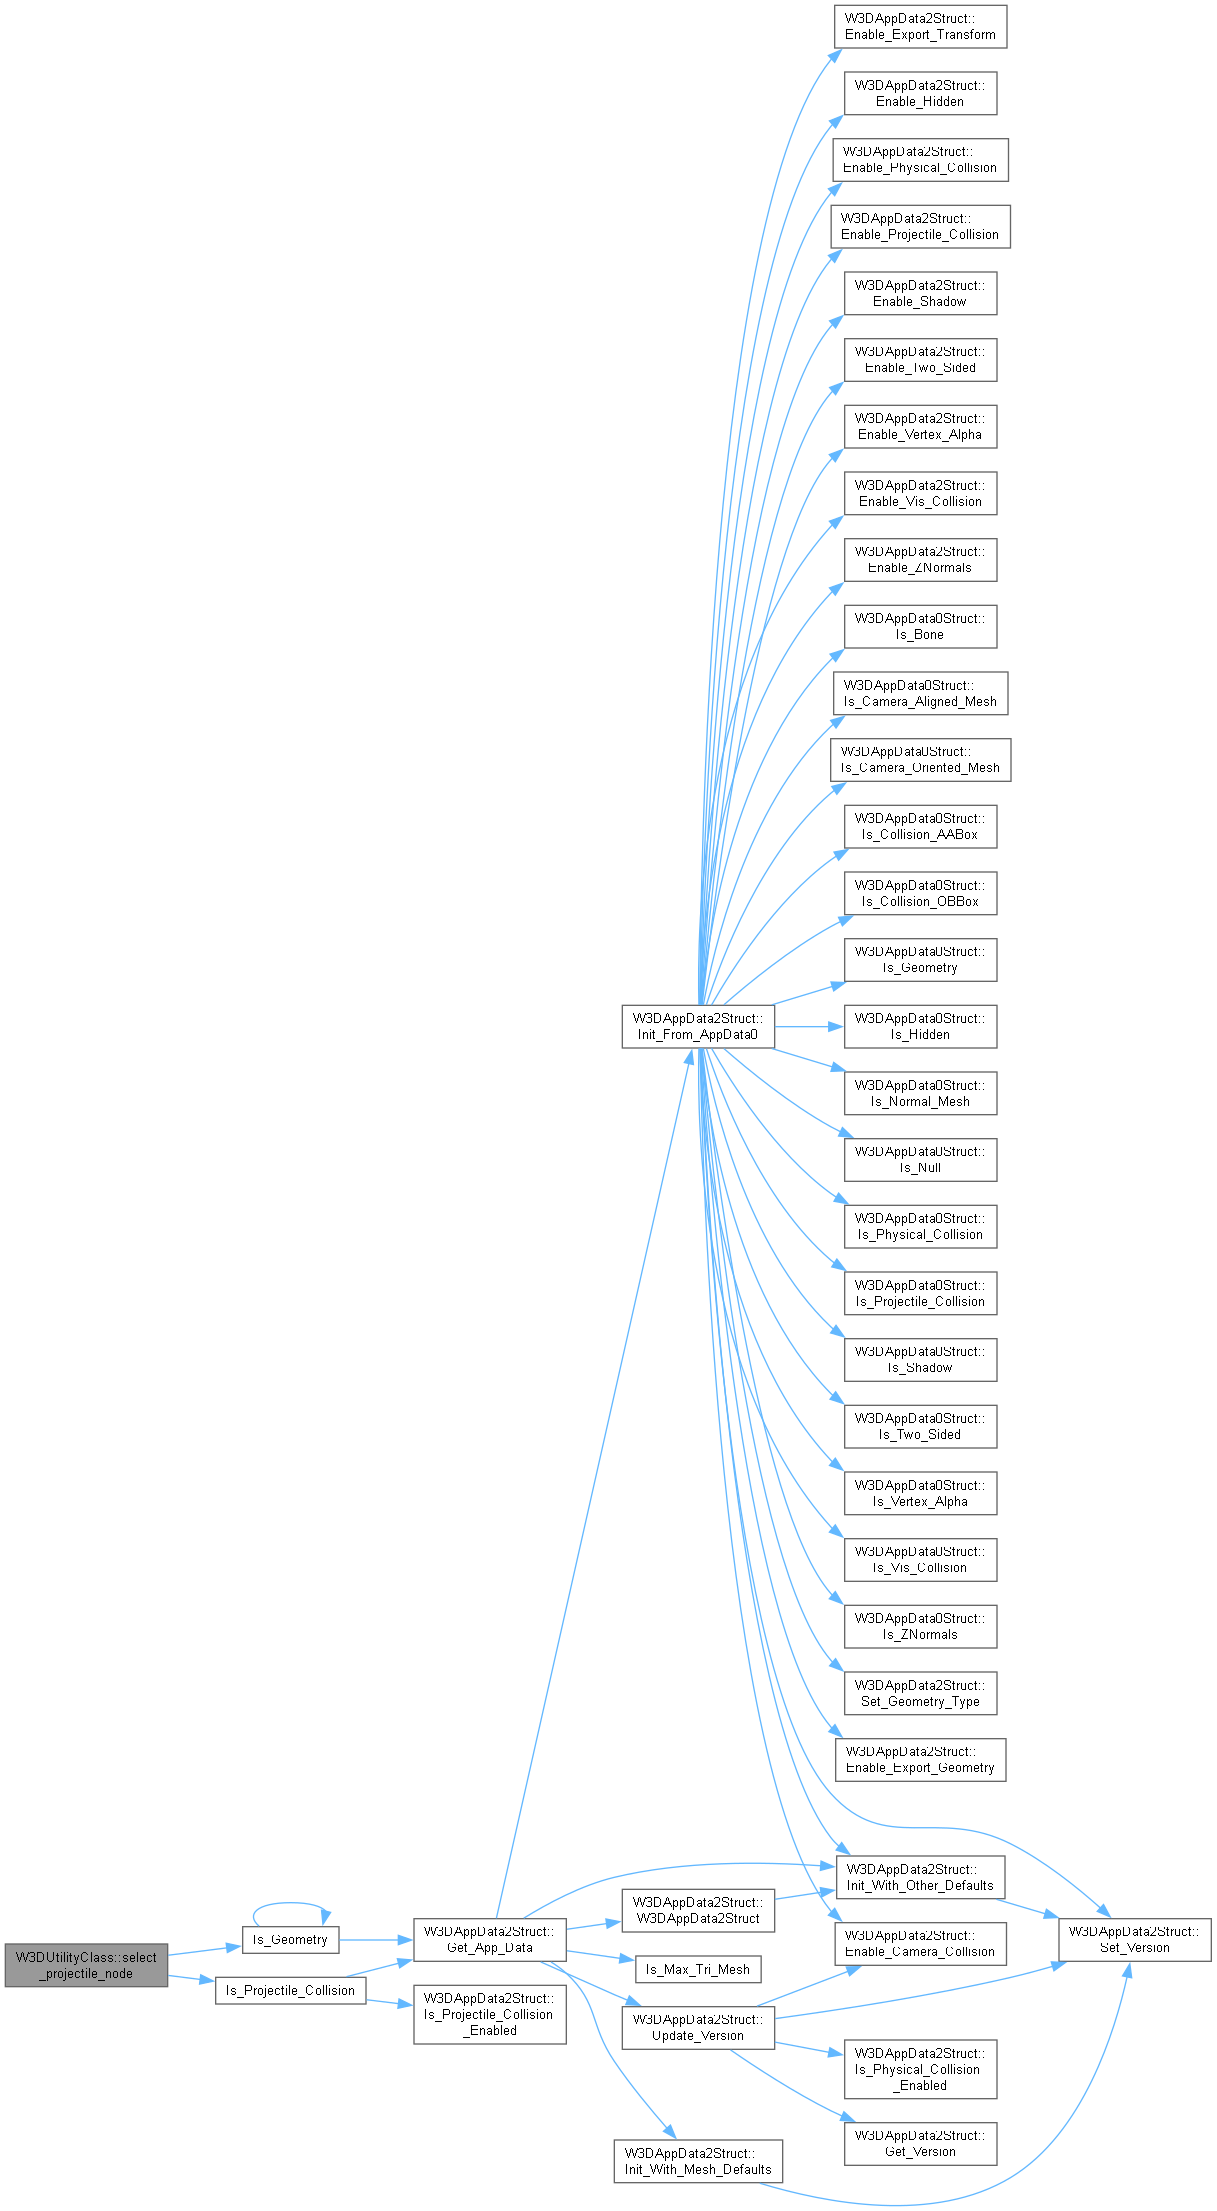 W3DAppData2Struct::
Enable_Export_Transform
W3DAppData2Struct::
Enable_Hidden
W3DAppData2Struct::
Enable_Physical_Collision
W3DAppData2Struct::
Enable_Projectile_Collision
W3DAppData2Struct::
Enable_Shadow
W3DAppData2Struct::
Enable_Two_Sided
W3DAppData2Struct::
Enable_Vertex_Alpha
W3DAppData2Struct::
Enable_Vis_Collision
W3DAppData2Struct::
Enable_ZNormals
W3DAppData0Struct::
Is_Bone
W3DAppData0Struct::
Is_Camera_Aligned_Mesh
W3DAppData0Struct::
Is_Camera_Oriented_Mesh
W3DAppData0Struct::
Is_Collision_AABox
W3DAppData0Struct::
Is_Collision_OBBox
W3DAppData0Struct::
Is_Geometry
W3DAppData2Struct::
Init_From_AppData0
W3DAppData0Struct::
Is_Hidden
W3DAppData0Struct::
Is_Normal_Mesh
W3DAppData0Struct::
Is_Null
W3DAppData0Struct::
Is_Physical_Collision
W3DAppData0Struct::
Is_Projectile_Collision
W3DAppData0Struct::
Is_Shadow
W3DAppData0Struct::
Is_Two_Sided
W3DAppData0Struct::
Is_Vertex_Alpha
W3DAppData0Struct::
Is_Vis_Collision
W3DAppData0Struct::
Is_ZNormals
W3DAppData2Struct::
Set_Geometry_Type
W3DAppData2Struct::
Enable_Export_Geometry
W3DAppData2Struct::
Init_With_Other_Defaults
W3DAppData2Struct::
W3DAppData2Struct
W3DUtilityClass::select
_projectile_node
Is_Geometry
Is_Projectile_Collision
W3DAppData2Struct::
Get_App_Data
W3DAppData2Struct::
Is_Projectile_Collision
_Enabled
Is_Max_Tri_Mesh
W3DAppData2Struct::
Enable_Camera_Collision
W3DAppData2Struct::
Set_Version
W3DAppData2Struct::
Update_Version
W3DAppData2Struct::
Is_Physical_Collision
_Enabled
W3DAppData2Struct::
Get_Version
W3DAppData2Struct::
Init_With_Mesh_Defaults